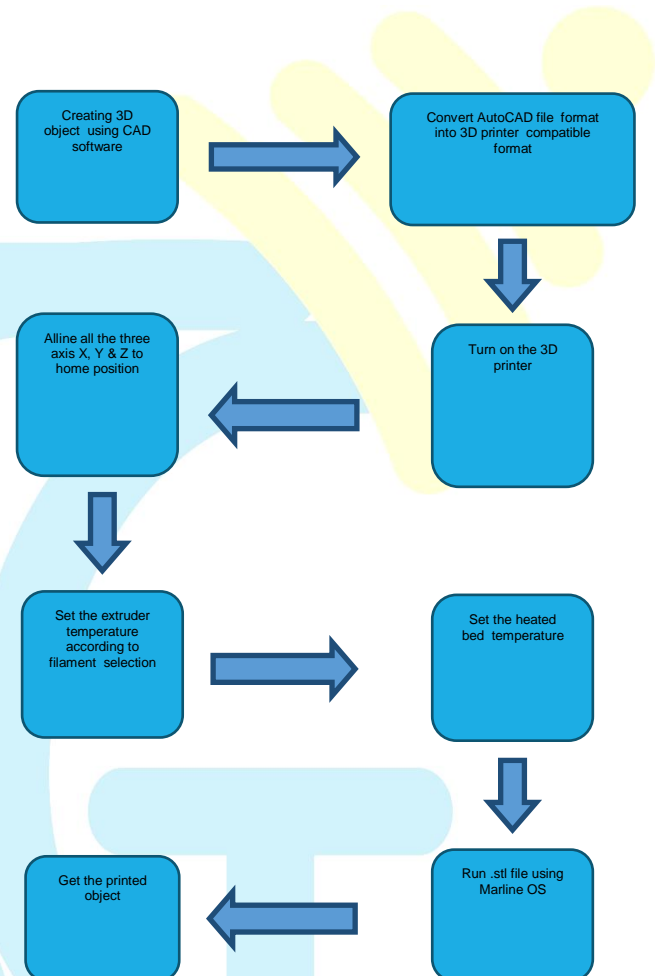 Creating 3D
object using CAD
software
Convert AutoCAD file format
into 3D printer compatible
format
Turn on the 3D
printer
Alline all the three
axis X, Y & Z to
home position
Set the extruder
temperature
according to
filament selection
Set the heated
bed temperature
Run .stl file using
Marline OS
Get the printed
object